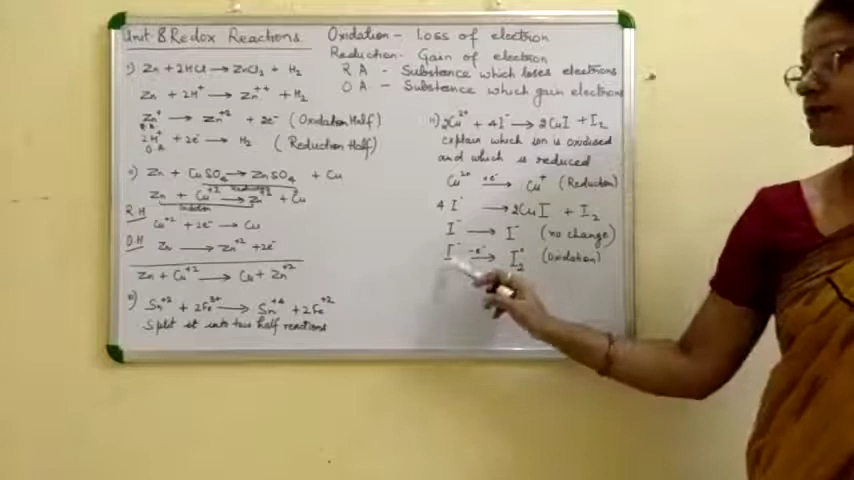 Unit 8 Redox Reactions
Oxidation - Loss of electron
Reduction - Gain of electron
R A - Substance which loses electrons
O A - Substance which gain electrons
i) Zn + 2HCl → ZnCl₂ + H₂
Zn + 2H⁺ → Zn⁺⁺ + H₂
Zn → Zn⁺² + 2e⁻ (Oxidation Half)
R A
2H⁺ + 2e⁻ → H₂ (Reduction Half)
O A
ii) Zn + CuSO₄ → ZnSO₄ + Cu
Reduction
Zn + Cu⁺² → Zn⁺² + Cu
Oxidation
R.H
Cu⁺² + 2e⁻ → Cu
O.H
Zn → Zn⁺² + 2e⁻
Zn + Cu⁺² → Cu + Zn⁺²
iii) Sn⁺² + 2Fe³⁺ → Sn⁺⁴ + 2Fe⁺²
Split it into two half reactions
2Cu²⁺ + 4I⁻ → 2CuI + I₂
explain which ion is oxidised
and which is reduced
Cu²⁺ +e⁻ → Cu⁺ (Reduction)
4 I⁻ → 2CuI + I₂
I⁻ → I⁻ (no change)
I⁻ -e⁻ → I₂° (Oxidation)